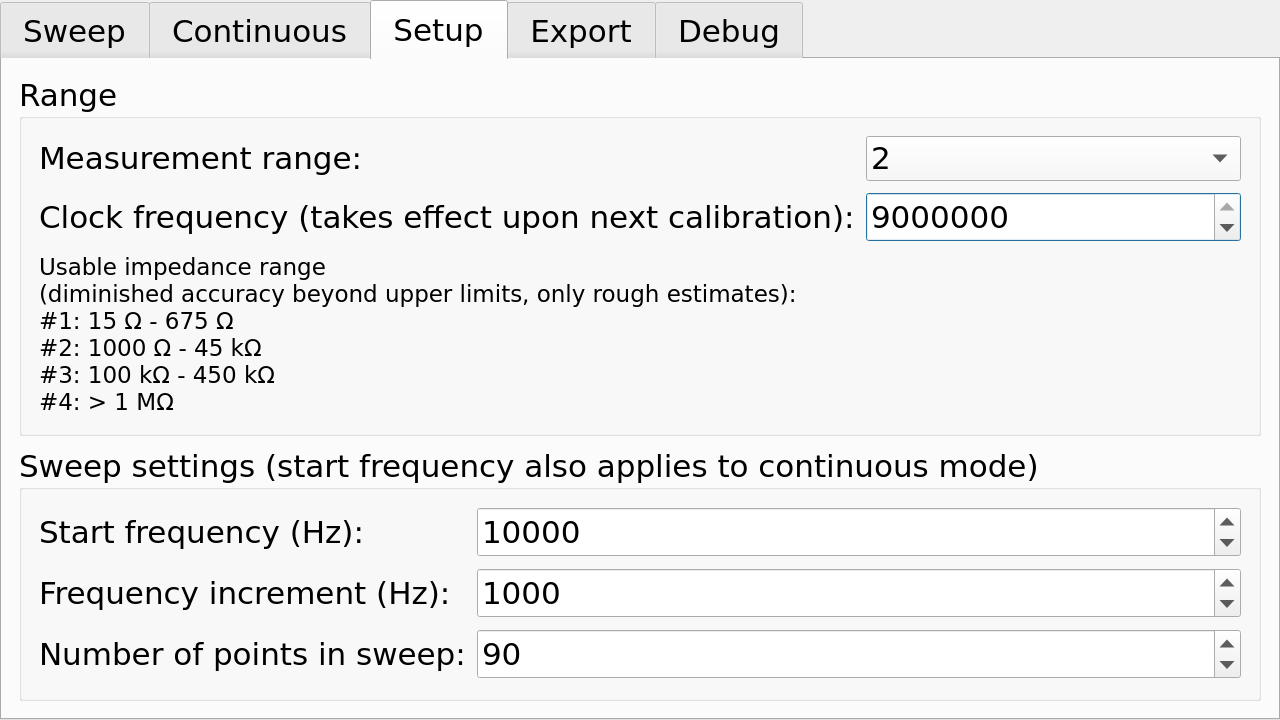 Sweep Continuous Setup Export Debug
Range
Measurement range: 2
Clock frequency (takes effect upon next calibration): 9000000
Usable impedance range
(diminished accuracy beyond upper limits, only rough estimates):
#1: 15 Ω - 675 Ω
#2: 1000 Ω - 45 kΩ
#3: 100 kΩ - 450 kΩ
#4: > 1 MΩ
Sweep settings (start frequency also applies to continuous mode)
Start frequency (Hz): 10000
Frequency increment (Hz): 1000
Number of points in sweep: 90